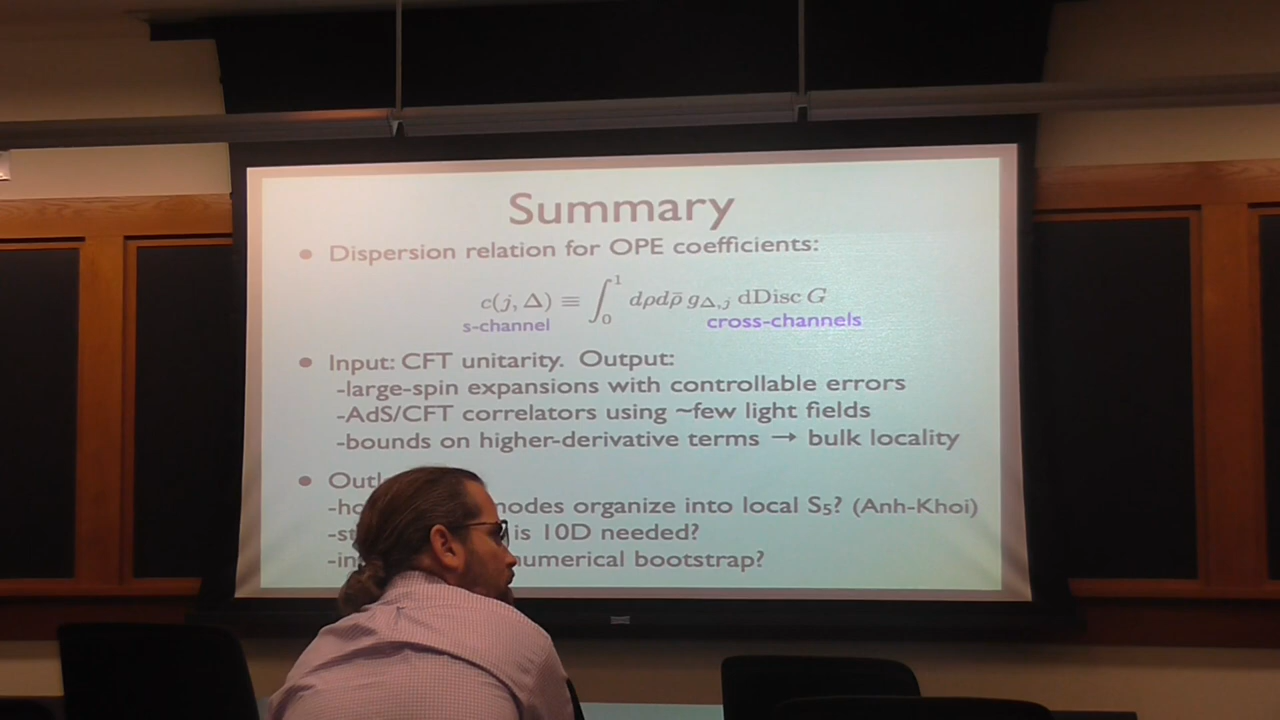 Summary
• Dispersion relation for OPE coefficients:
c(j, Δ) ≡ ∫₀¹ dρdρ̄ g_{Δ,j} dDisc G
s-channel cross-channels
• Input: CFT unitarity. Output:
-large-spin expansions with controllable errors
-AdS/CFT correlators using ~few light fields
-bounds on higher-derivative terms → bulk locality
•
organize into local S₅? (Anh-Khoi)
is 10D needed?
bootstrap?